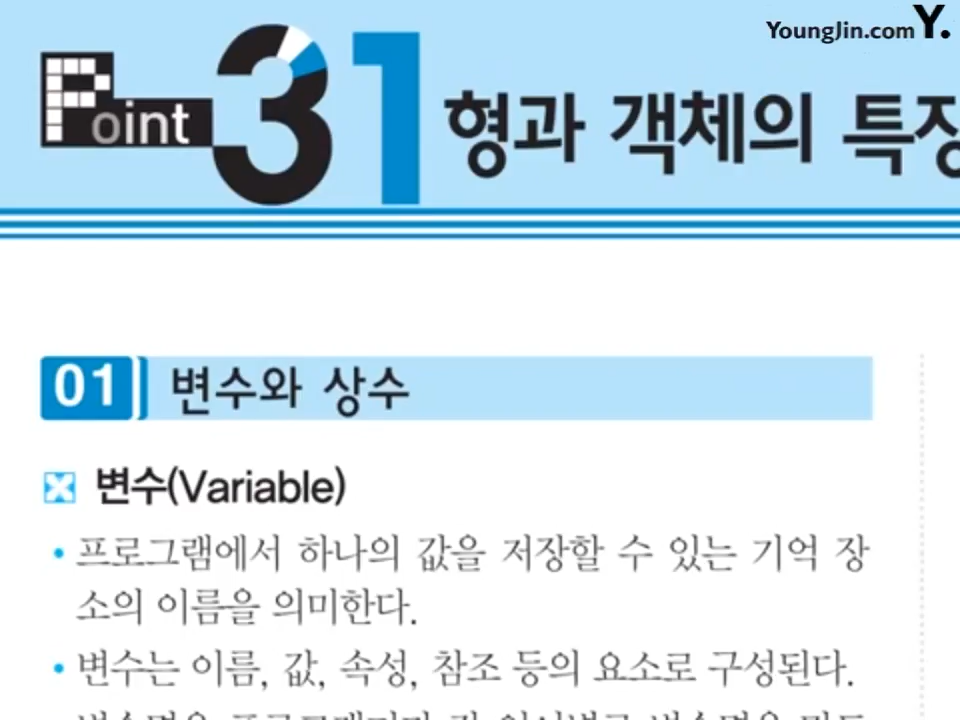 YoungJin.com Y.
Point 31 형과 객체의 특징
01 변수와 상수
변수(Variable)
• 프로그램에서 하나의 값을 저장할 수 있는 기억 장
소의 이름을 의미한다.
• 변수는 이름, 값, 속성, 참조 등의 요소로 구성된다.